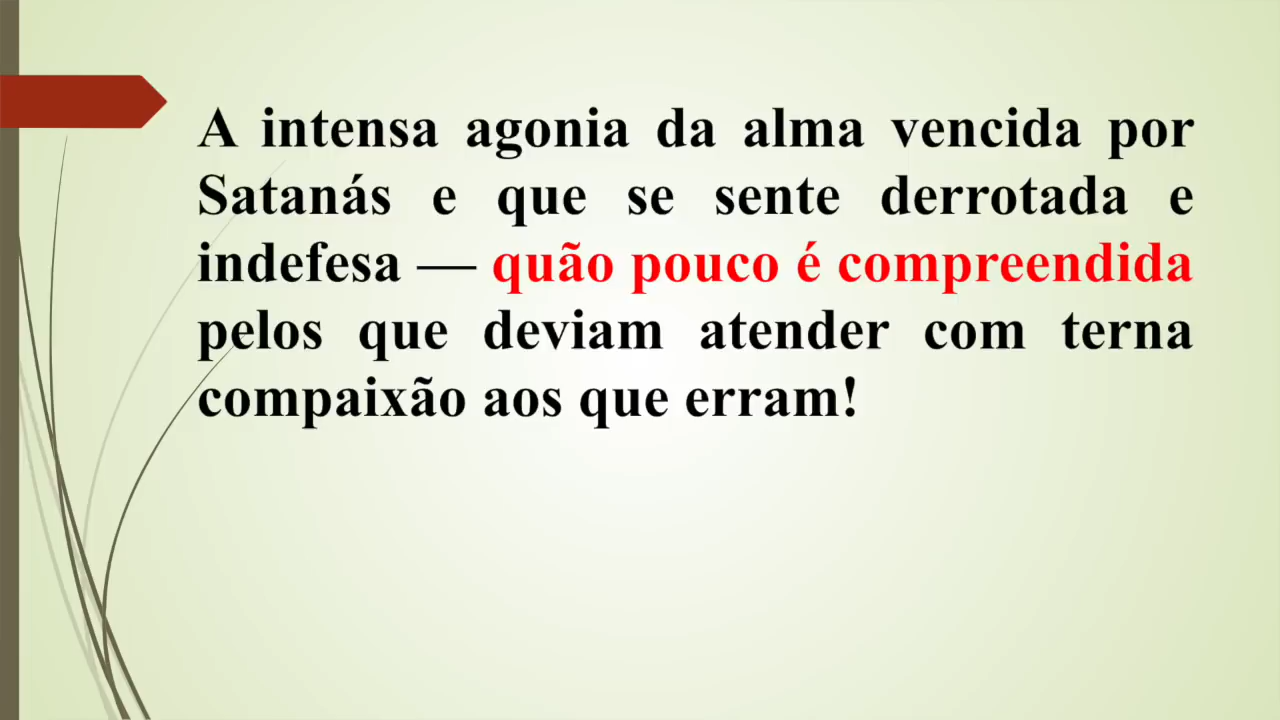 A intensa agonia da alma vencida por
Satanás e que se sente derrotada e
indefesa — quão pouco é compreendida
pelos que deviam atender com terna
compaixão aos que erram!